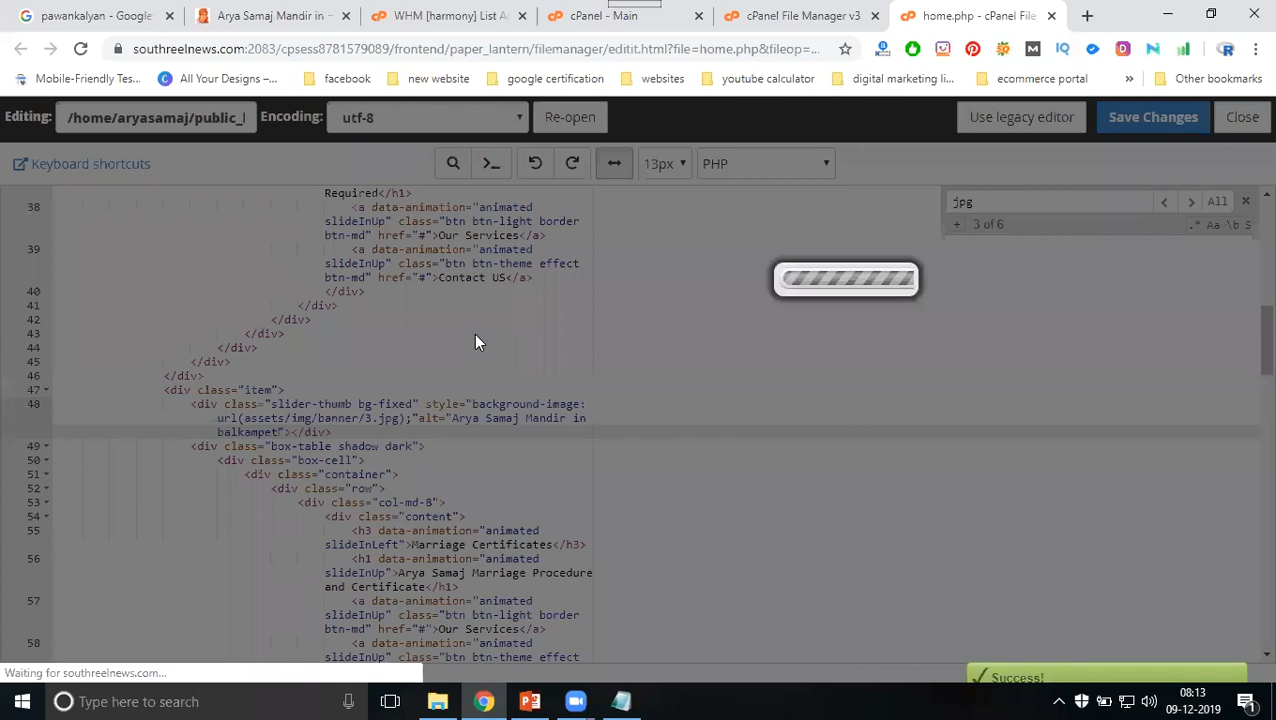 pawankalyan - Google
Arya Samaj Mandir in –
WHM [harmony] List Ac
cPanel - Main
cPanel File Manager v3
home.php - cPanel File
southreelnews.com:2083/cpsess8781579089/frontend/paper_lantern/filemanager/editit.html?file=home.php&fileop=...
Mobile-Friendly Tes...
All Your Designs –...
facebook
new website
google certification
websites
youtube calculator
digital marketing li...
ecommerce portal
»
Other bookmarks
Editing:
/home/aryasamaj/public_l
Encoding:
utf-8
Re-open
Use legacy editor
Save Changes
Close
Keyboard shortcuts
13px
PHP
jpg
All
+
3 of 6
.* Aa \b S
Required</h1>
38 <a data-animation="animated
slideInUp" class="btn btn-light border
btn-md" href="#">Our Services</a>
39 <a data-animation="animated
slideInUp" class="btn btn-theme effect
btn-md" href="#">Contact US</a>
40 </div>
41 </div>
42 </div>
43 </div>
44 </div>
45 </div>
46 </div>
47 <div class="item">
48 <div class="slider-thumb bg-fixed" style="background-image:
url(assets/img/banner/3.jpg);"alt="Arya Samaj Mandir in
balkampet"></div>
49 <div class="box-table shadow dark">
50 <div class="box-cell">
51 <div class="container">
52 <div class="row">
53 <div class="col-md-8">
54 <div class="content">
55 <h3 data-animation="animated
slideInLeft">Marriage Certificates</h3>
56 <h1 data-animation="animated
slideInUp">Arya Samaj Marriage Procedure
and Certificate</h1>
57 <a data-animation="animated
slideInUp" class="btn btn-light border
btn-md" href="#">Our Services</a>
58 <a data-animation="animated
slideInUp" class="btn btn-theme effect
Waiting for southreelnews.com...
Success!
Type here to search
08:13
09-12-2019